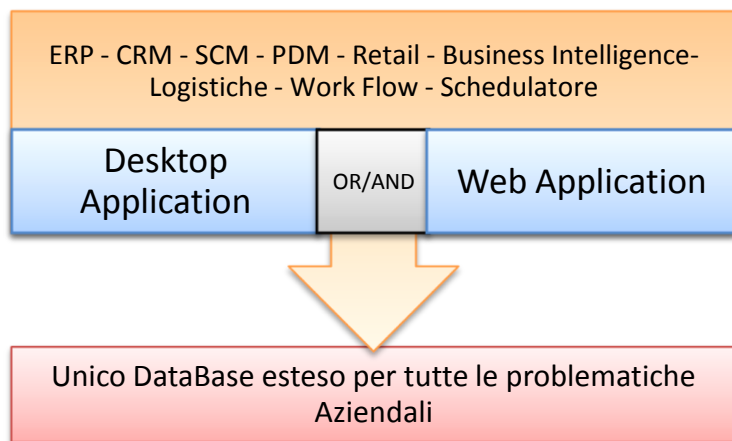 ERP - CRM - SCM - PDM - Retail - Business Intelligence-
Logistiche - Work Flow - Schedulatore
Desktop
Application
OR/AND
Web Application
Unico DataBase esteso per tutte le problematiche
Aziendali